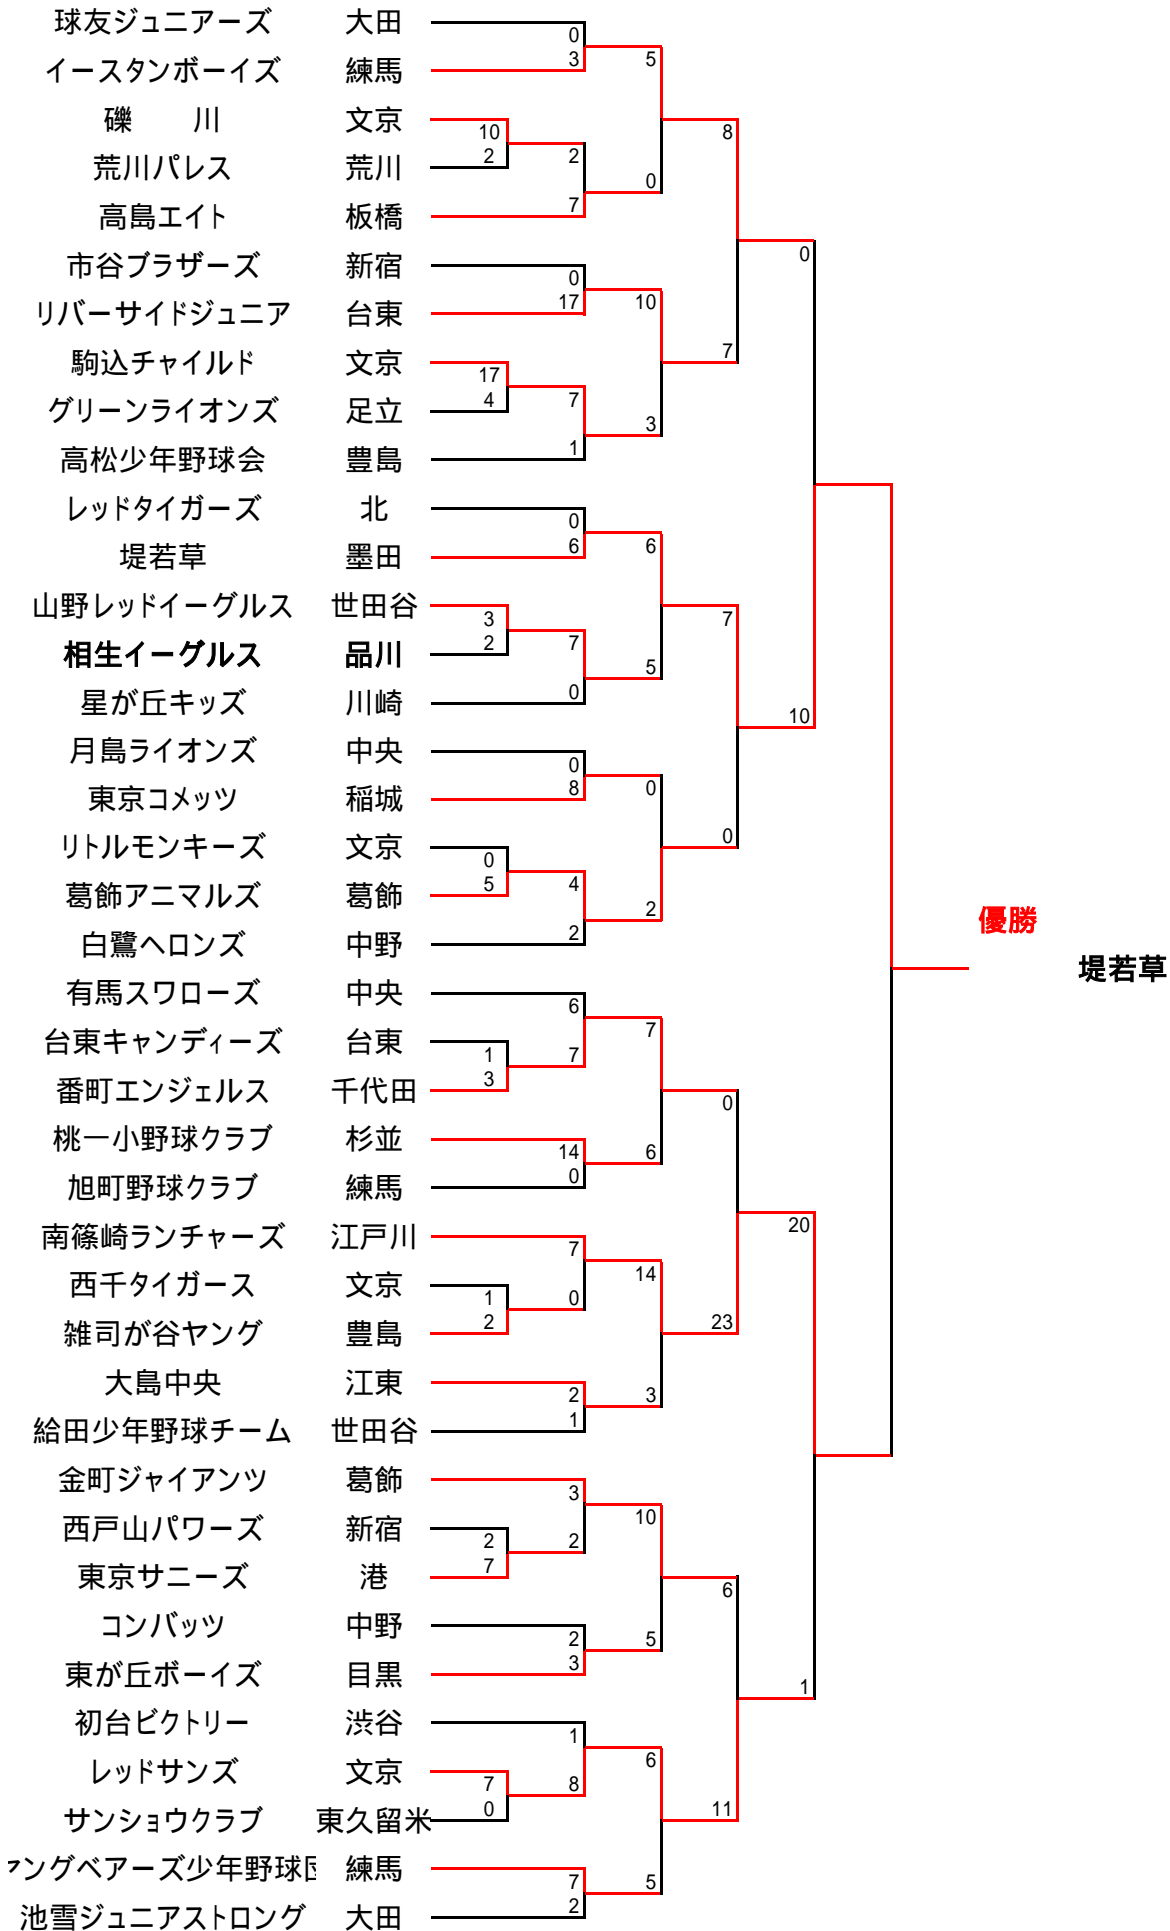 球友ジュニアーズ 大田
0
イースタンボーイズ 練馬 3 5
礫 川 文京
10 8
荒川パレス 荒川 2 2
0
高島エイト 板橋 7
市谷ブラザーズ 新宿
0 0
リバーサイドジュニア 台東 17 10
駒込チャイルド 文京 7
17
グリーンライオンズ 足立 4 7
3
高松少年野球会 豊島 1
レッドタイガーズ 北
0
堤若草 墨田 6 6
山野レッドイーグルス 世田谷
3 7
相生イーグルス 品川 2 7
5
星が丘キッズ 川崎 0
10
月島ライオンズ 中央
0
東京コメッツ 稲城 8 0
リトルモンキーズ 文京 0
0
葛飾アニマルズ 葛飾 5 4
2
優勝
白鷺ヘロンズ 中野 2
堤若草
有馬スワローズ 中央
6
台東キャンディーズ 台東 7
1 7
番町エンジェルス 千代田 3
0
桃一小野球クラブ 杉並
14 6
旭町野球クラブ 練馬 0
南篠崎ランチャーズ 江戸川 20
7
西千タイガース 文京 14
1 0
雑司が谷ヤング 豊島 2 23
大島中央 江東
2 3
給田少年野球チーム 世田谷 1
金町ジャイアンツ 葛飾
3
西戸山パワーズ 新宿 10
2 2
東京サニーズ 港 7
6
コンバッツ 中野
2 5
東が丘ボーイズ 目黒 3
1
初台ビクトリー 渋谷
1
レッドサンズ 文京 6
7 8
サンショウクラブ 東久留米 0 11
ヤングベアーズ少年野球団 練馬
7 5
池雪ジュニアストロング 大田 2